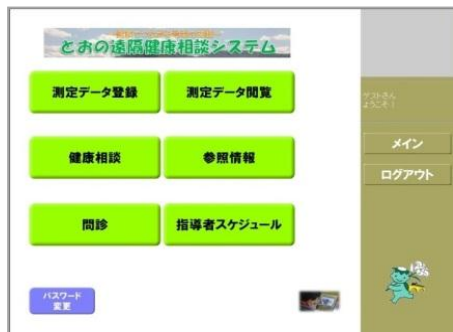 とおの遠隔健康相談システム
測定データ登録
測定データ閲覧
健康相談
参照情報
問診
指導者スケジュール
パスワード
変更
ゲストさん
ようこそ!
メイン
ログアウト